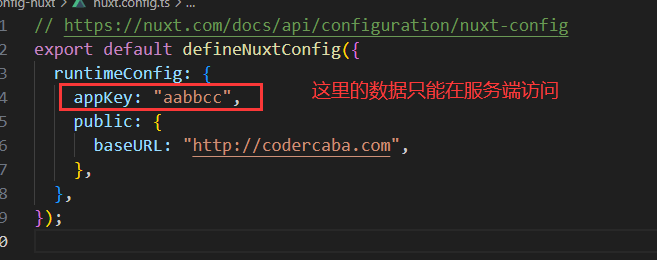 onfig-nuxt > nuxt.config.ts > ...
1 // https://nuxt.com/docs/api/configuration/nuxt-config
2 export default defineNuxtConfig({
3 runtimeConfig: {
4 appKey: "aabbcc", 这里的数据只能在服务端访问
5 public: {
6 baseURL: "http://codercaba.com",
7 },
8 },
9 });
0